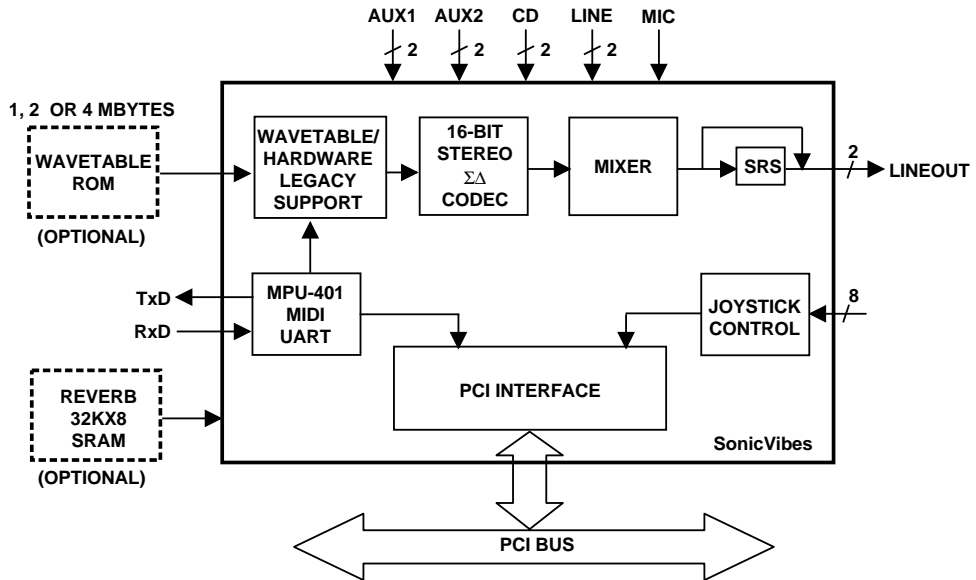 AUX1 AUX2 CD LINE MIC
2 2 2 2
1, 2 OR 4 MBYTES
WAVETABLE
ROM
(OPTIONAL)
WAVETABLE/
HARDWARE
LEGACY
SUPPORT
16-BIT
STEREO
ΣΔ
CODEC
MIXER
SRS
2
LINEOUT
TxD
RxD
MPU-401
MIDI
UART
JOYSTICK
CONTROL
8
PCI INTERFACE
REVERB
32KX8
SRAM
(OPTIONAL)
SonicVibes
PCI BUS